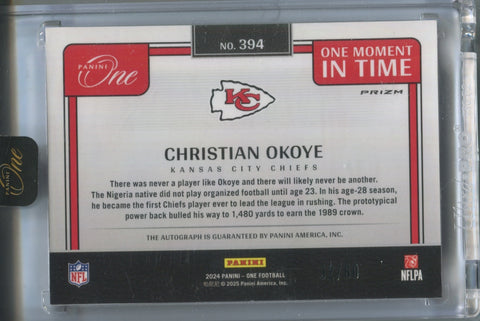 NO. 394
PANINI
One
ONE MOMENT
IN TIME
PRIZM
KC
CHRISTIAN OKOYE
KANSAS CITY CHIEFS
There was never a player like Okoye and there will likely never be another.
The Nigeria native did not play organized football until age 23. In his age-28 season,
he became the first Chiefs player ever to lead the league in rushing. The prototypical
power back bulled his way to 1,480 yards to earn the 1989 crown.
THE AUTOGRAPH IS GUARANTEED BY PANINI AMERICA, INC.
PANINI
NFL
NFLPA
2024 PANINI – ONE FOOTBALL
© 2025 Panini America, Inc.
PANINI
One